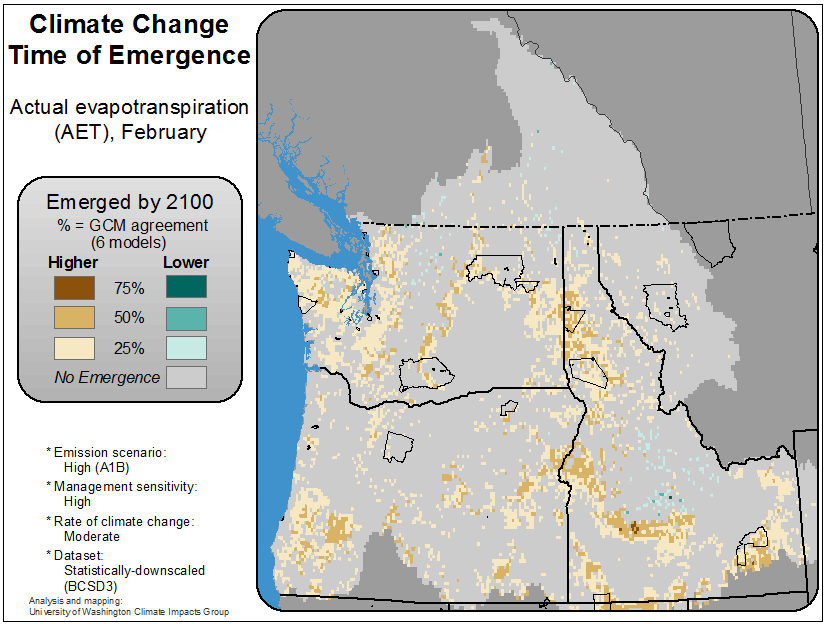 Climate Change
Time of Emergence
Actual evapotranspiration
(AET), February
Emerged by 2100
% = GCM agreement
(6 models)
Higher Lower
75%
50%
25%
No Emergence
* Emission scenario:
High (A1B)
* Management sensitivity:
High
* Rate of climate change:
Moderate
* Dataset:
Statistically-downscaled
(BCSD3)
Analysis and mapping:
University of Washington Climate Impacts Group